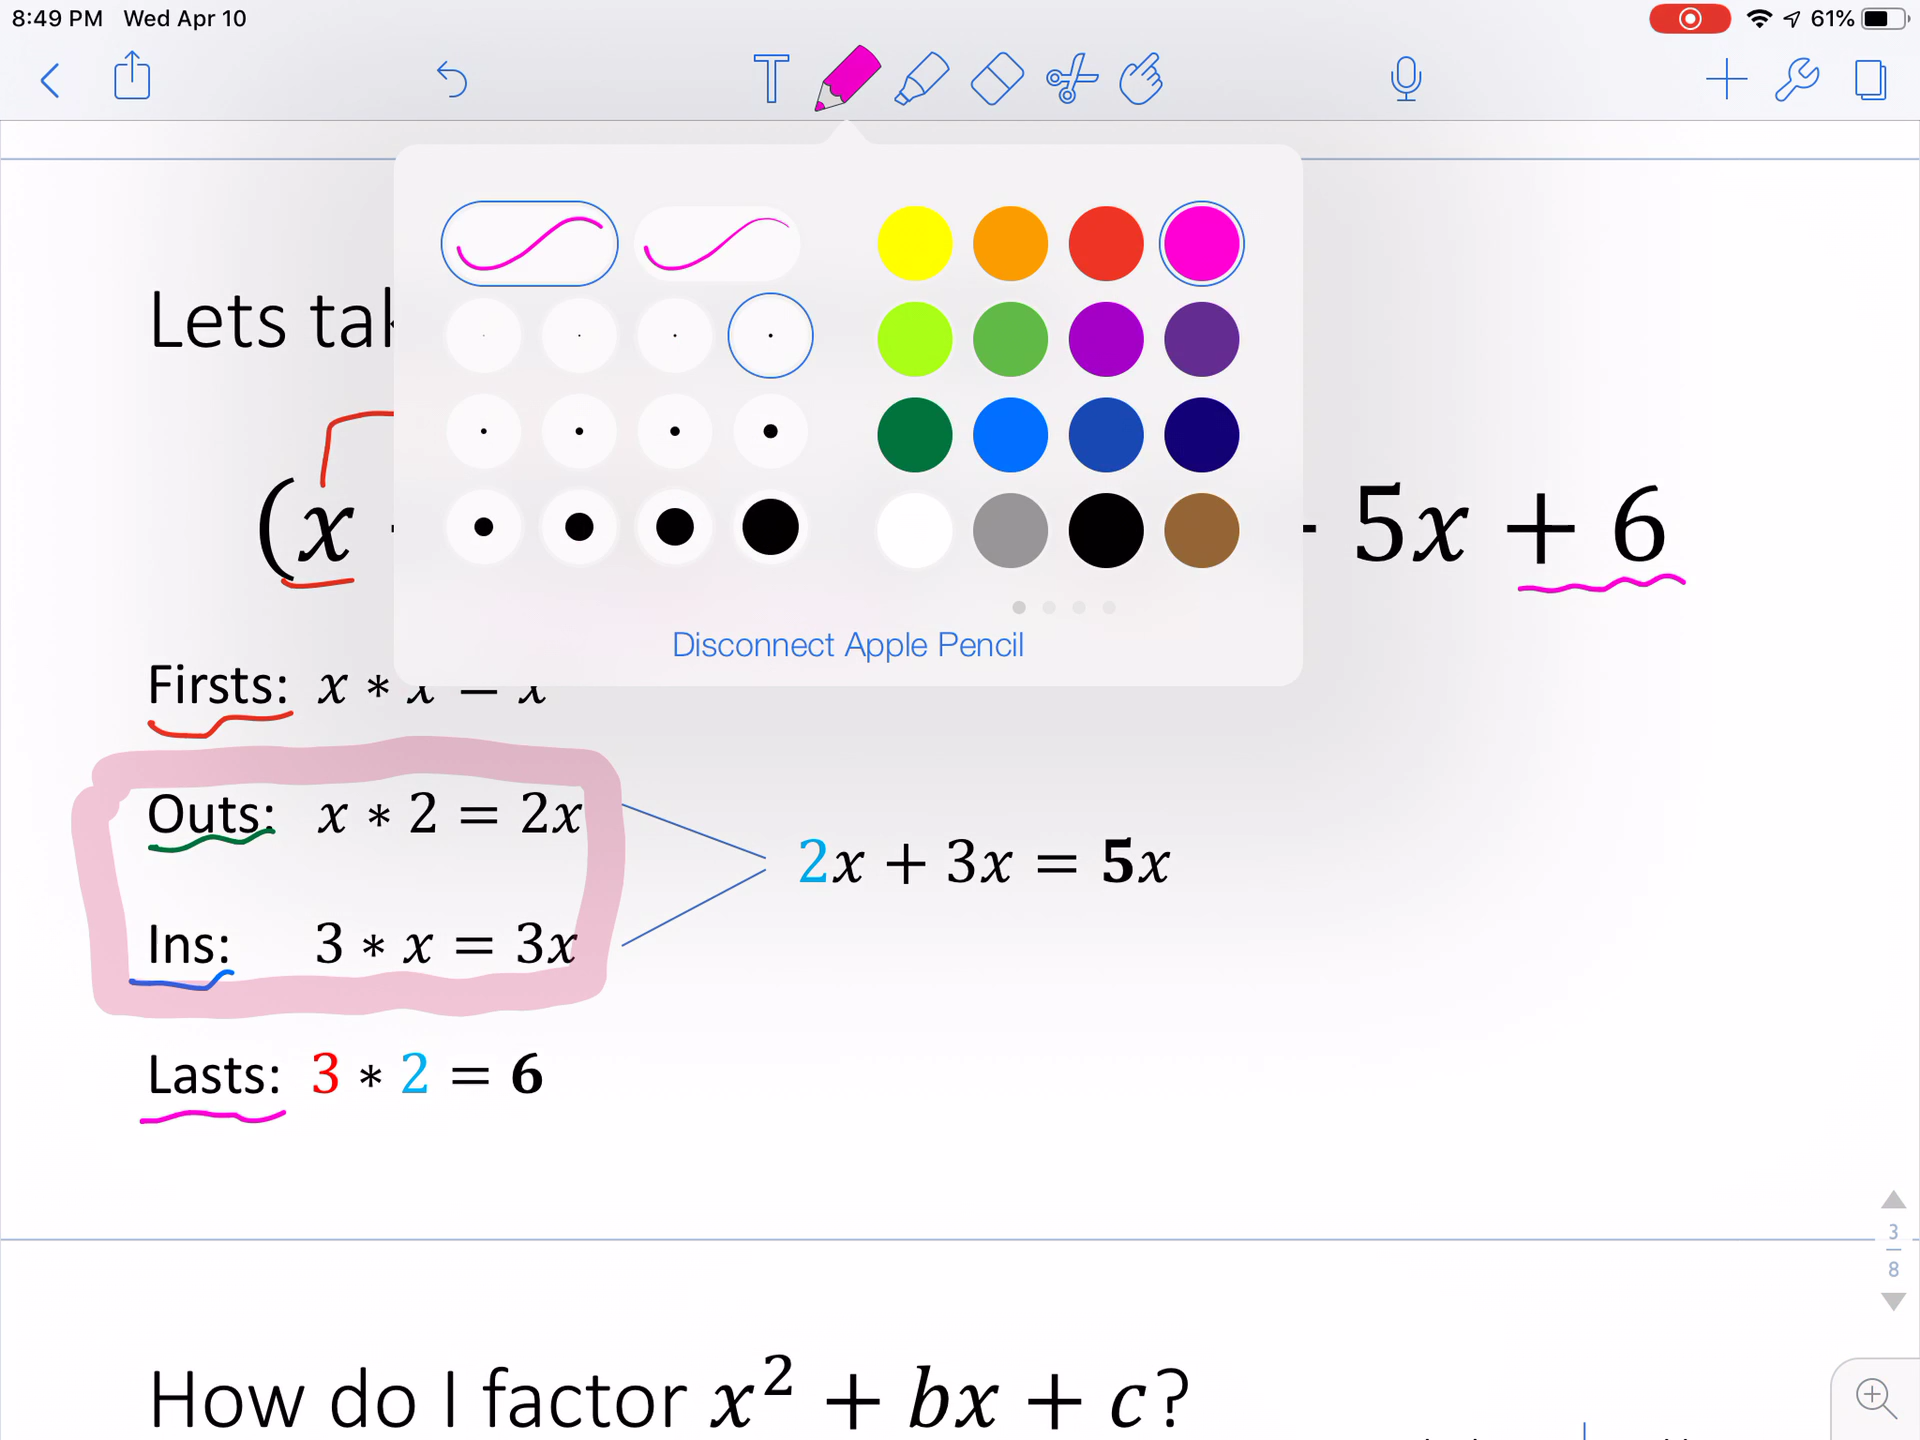 8:49 PM Wed Apr 10 61%
T
Lets tak
(x - 5x + 6
Disconnect Apple Pencil
Firsts: x * x = x
Outs: x * 2 = 2x
2x + 3x = 5x
Ins: 3 * x = 3x
Lasts: 3 * 2 = 6
3
8
How do I factor x² + bx + c?